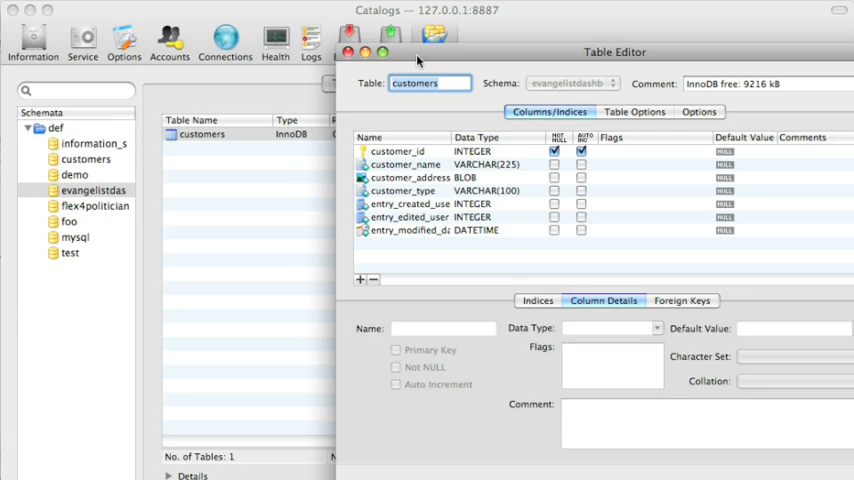 Catalogs — 127.0.0.1:8887
Information Service Options Accounts Connections Health Logs
Table Editor
Table: customers Schema: evangelistdashb Comment: InnoDB free: 9216 kB
Columns/Indices Table Options Options
Schemata
def
information_s
customers
demo
evangelistdas
flex4politician
foo
mysql
test
Table Name Type
customers InnoDB
No. of Tables: 1
Details
Name Data Type NOT NULL AUTO INC Flags Default Value Comments
customer_id INTEGER NULL
customer_name VARCHAR(225) NULL
customer_address BLOB NULL
customer_type VARCHAR(100) NULL
entry_created_use INTEGER NULL
entry_edited_user INTEGER NULL
entry_modified_da DATETIME NULL
Indices Column Details Foreign Keys
Name: Data Type: Default Value:
Primary Key Flags: Character Set:
Not NULL
Auto Increment Collation:
Comment: